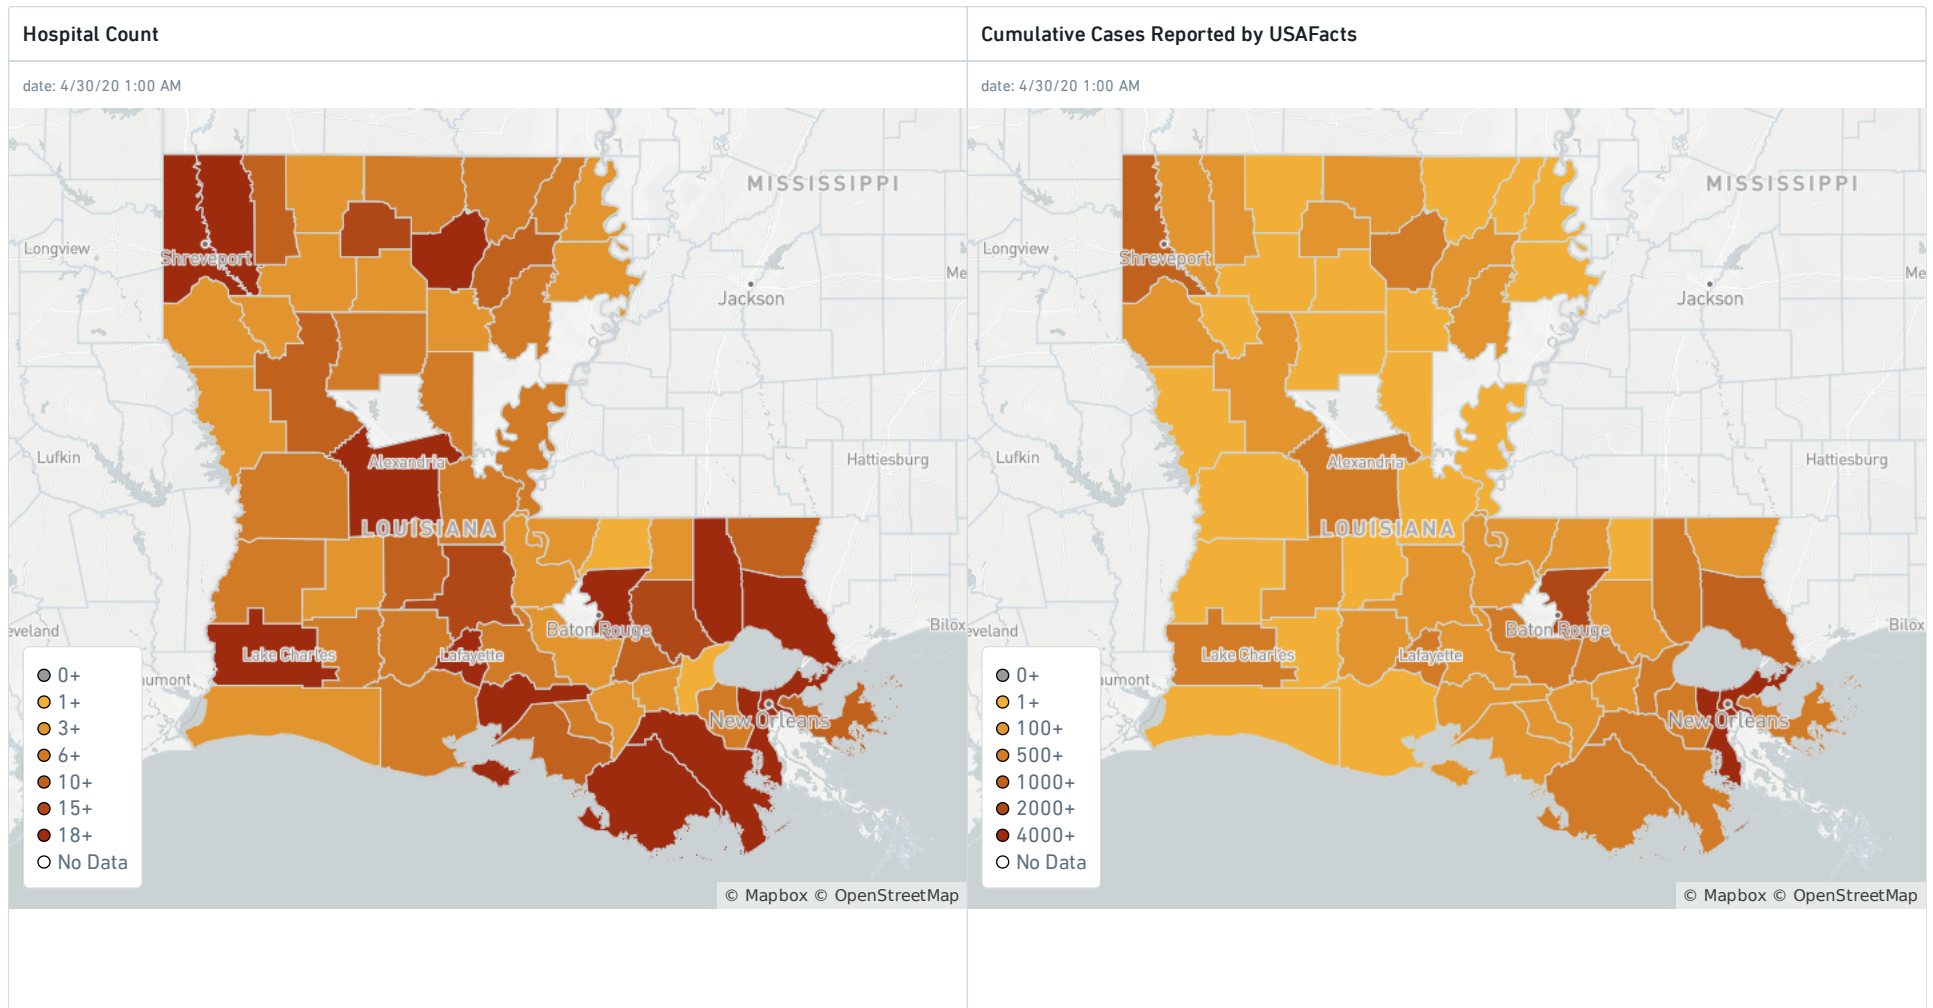 Hospital Count
date: 4/30/20 1:00 AM
MISSISSIPPI
Longview
Shreveport
Me
Jackson
Lufkin
Alexandria
Hattiesburg
LOUISIANA
Baton Rouge
Bilox
eveland
Lake Charles
Lafayette
aumont
New Orleans
0+
1+
3+
6+
10+
15+
18+
No Data
© Mapbox © OpenStreetMap
Cumulative Cases Reported by USAFacts
date: 4/30/20 1:00 AM
MISSISSIPPI
Longview
Shreveport
Me
Jackson
Lufkin
Alexandria
Hattiesburg
LOUISIANA
Baton Rouge
Bilox
eveland
Lake Charles
Lafayette
aumont
New Orleans
0+
1+
100+
500+
1000+
2000+
4000+
No Data
© Mapbox © OpenStreetMap